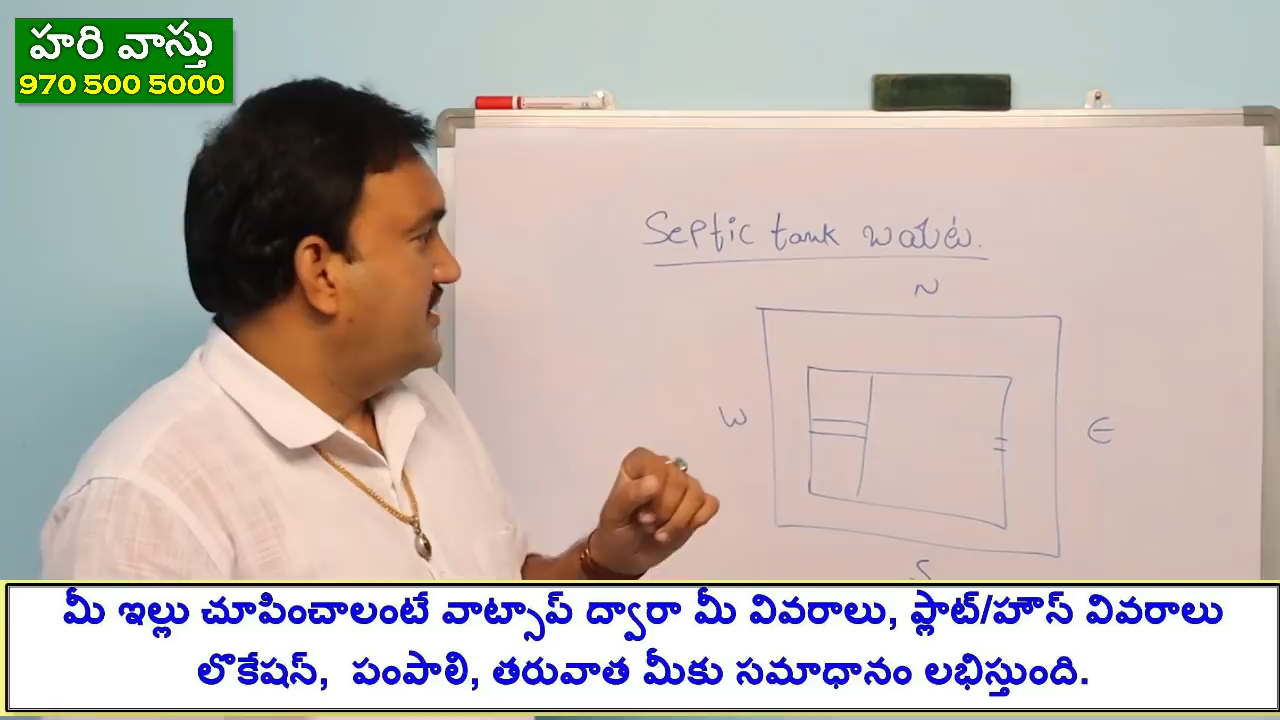 హరి వాస్తు
970 500 5000
Septic tank బయట.
N
W
E
S
మీ ఇల్లు చూపించాలంటే వాట్సాప్ ద్వారా మీ వివరాలు, ప్లాట్/హౌస్ వివరాలు
లొకేషన్,  పంపాలి, తరువాత మీకు సమాధానం లభిస్తుంది.